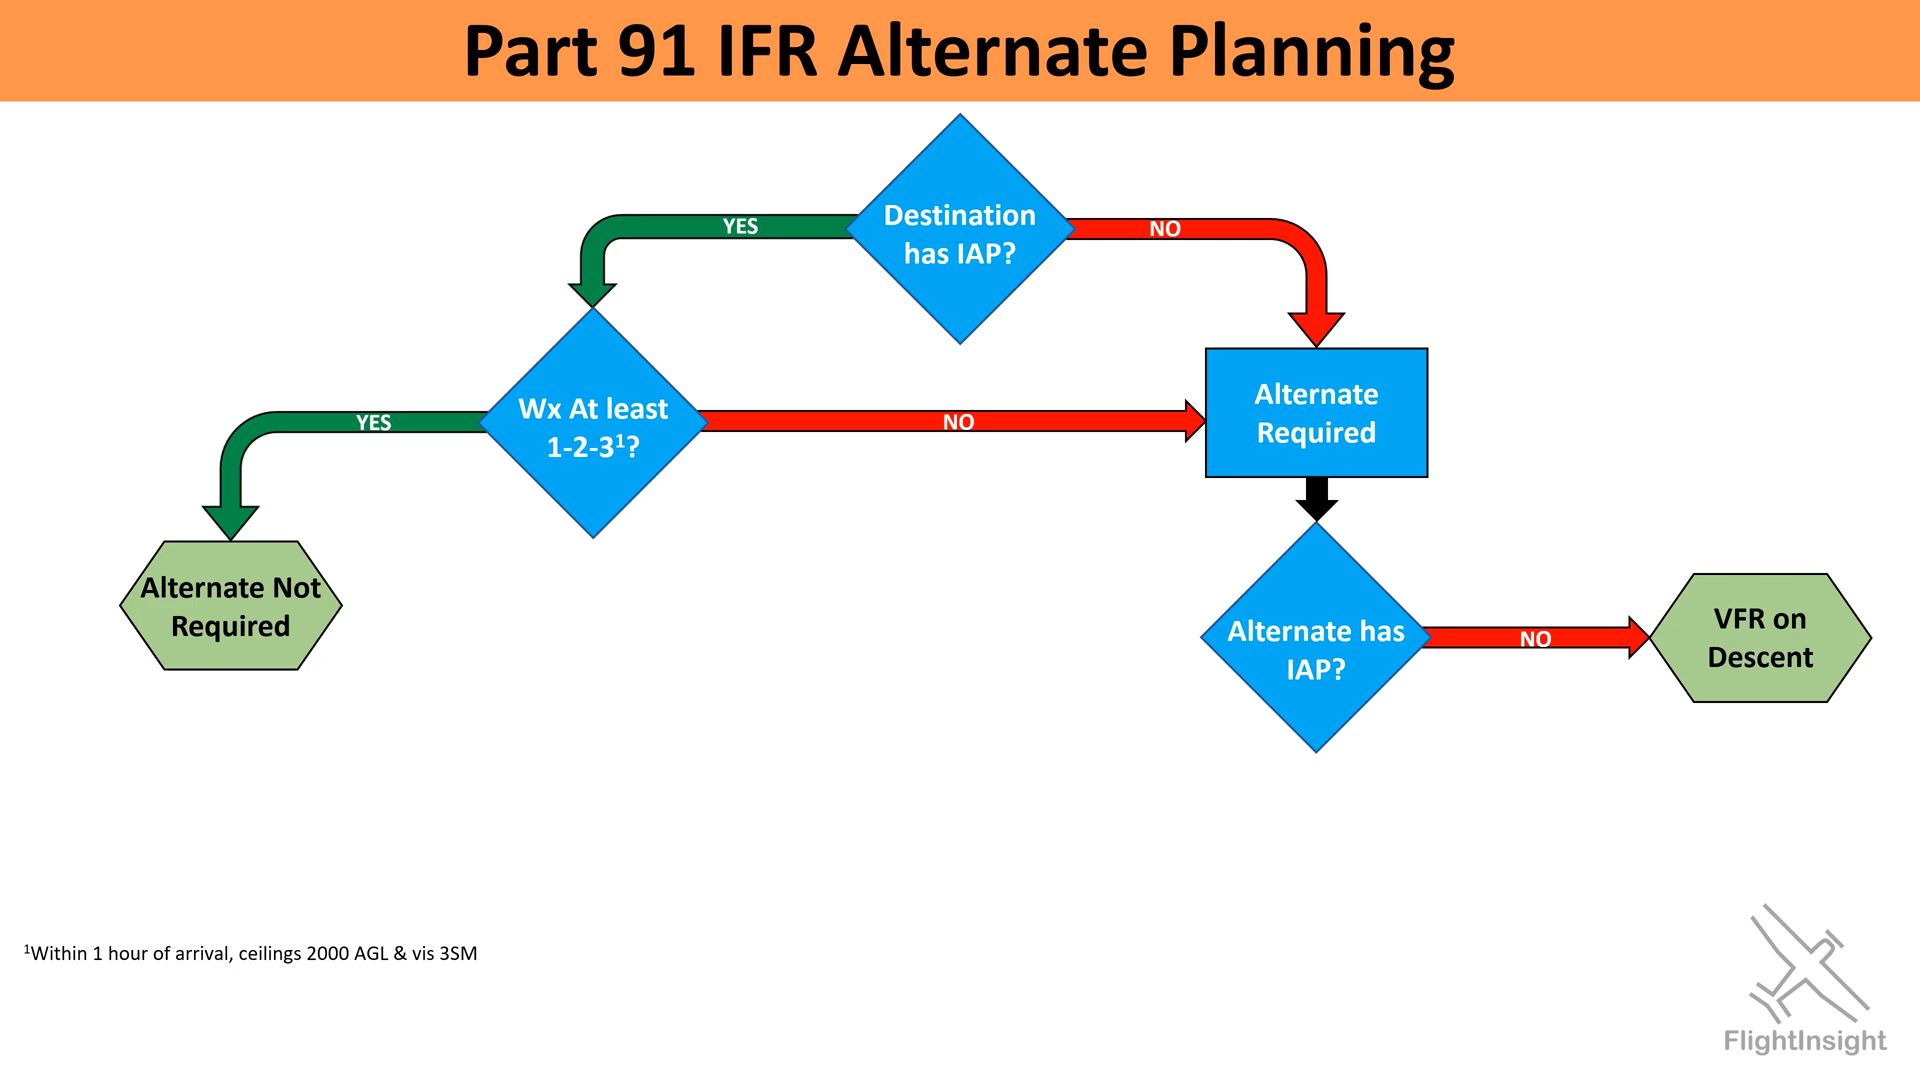 Part 91 IFR Alternate Planning
Destination
has IAP?
YES
NO
Wx At least
1-2-3¹?
YES
NO
Alternate
Required
Alternate Not
Required
Alternate has
IAP?
NO
VFR on
Descent
¹Within 1 hour of arrival, ceilings 2000 AGL & vis 3SM
FlightInsight